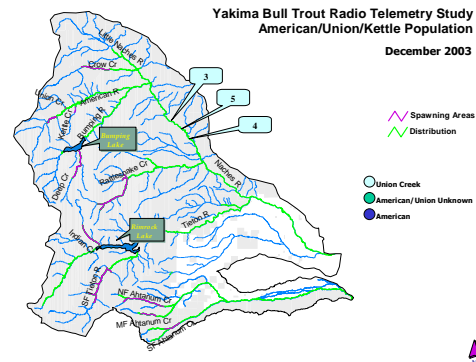 Yakima Bull Trout Radio Telemetry Study
American/Union/Kettle Population
December 2003
Little Naches R
Crow Cr
3
5
4
Union Cr
American R
Kettle Cr
Bumping R
Bumping
Lake
Spawning Areas
Distribution
Deep Cr
Rattlesnake Cr
Naches R
Union Creek
American/Union Unknown
American
Tieton R
Rimrock
Lake
Indian Cr
SF Tieton R
NF Ahtanum Cr
MF Ahtanum Cr
SF Ahtanum Cr